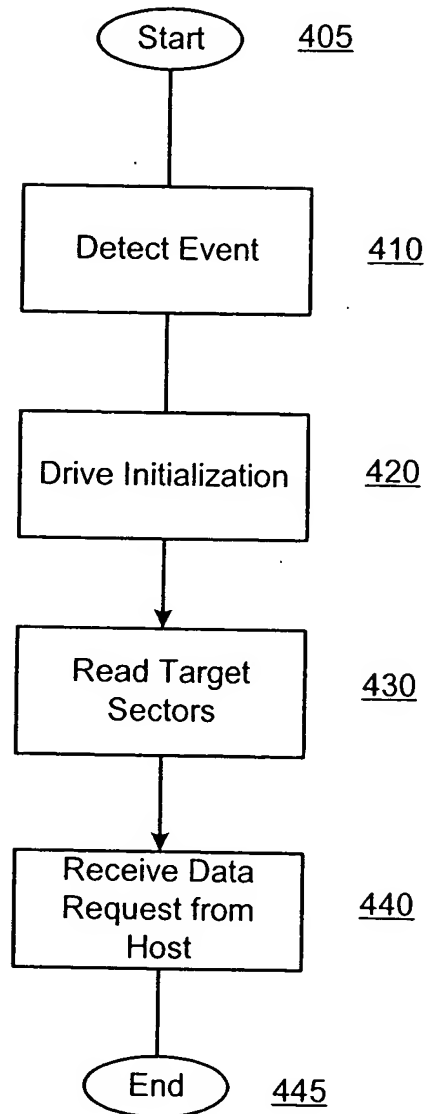 Start 405
Detect Event 410
Drive Initialization 420
Read Target
Sectors 430
Receive Data
Request from 440
Host
End 445